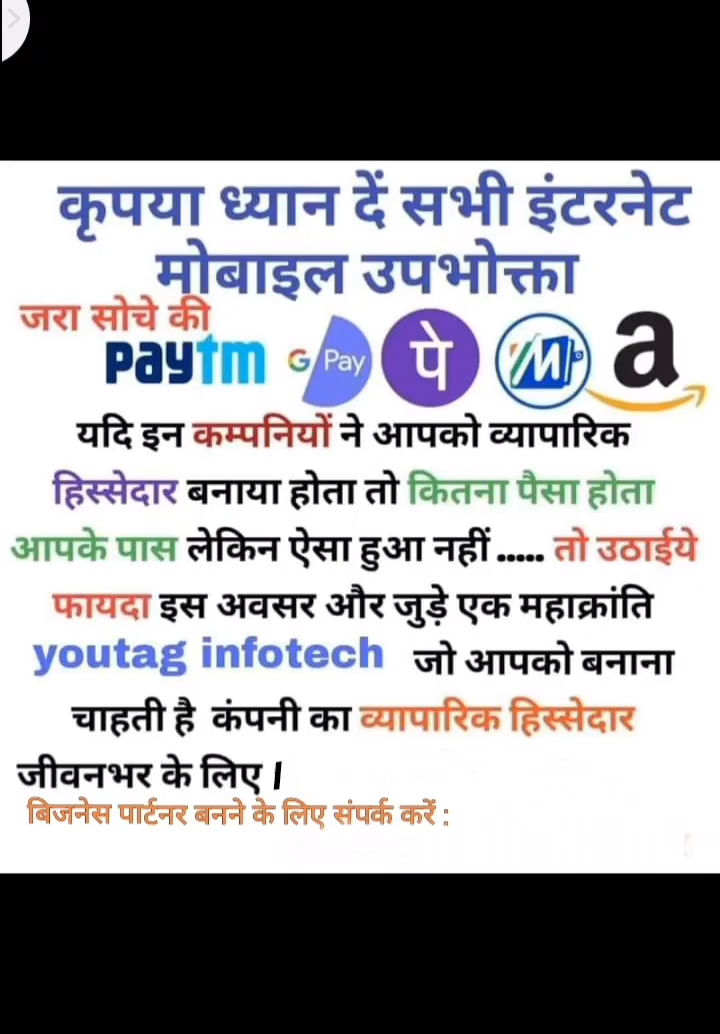 कृपया ध्यान दें सभी इंटरनेट
मोबाइल उपभोक्ता
जरा सोचे की
paytm G Pay पे M a
यदि इन कम्पनियों ने आपको व्यापारिक
हिस्सेदार बनाया होता तो कितना पैसा होता
आपके पास लेकिन ऐसा हुआ नहीं ..... तो उठाईये
फायदा इस अवसर और जुड़े एक महाक्रांति
youtag infotech जो आपको बनाना
चाहती है कंपनी का व्यापारिक हिस्सेदार
जीवनभर के लिए।
बिजनेस पार्टनर बनने के लिए संपर्क करें :